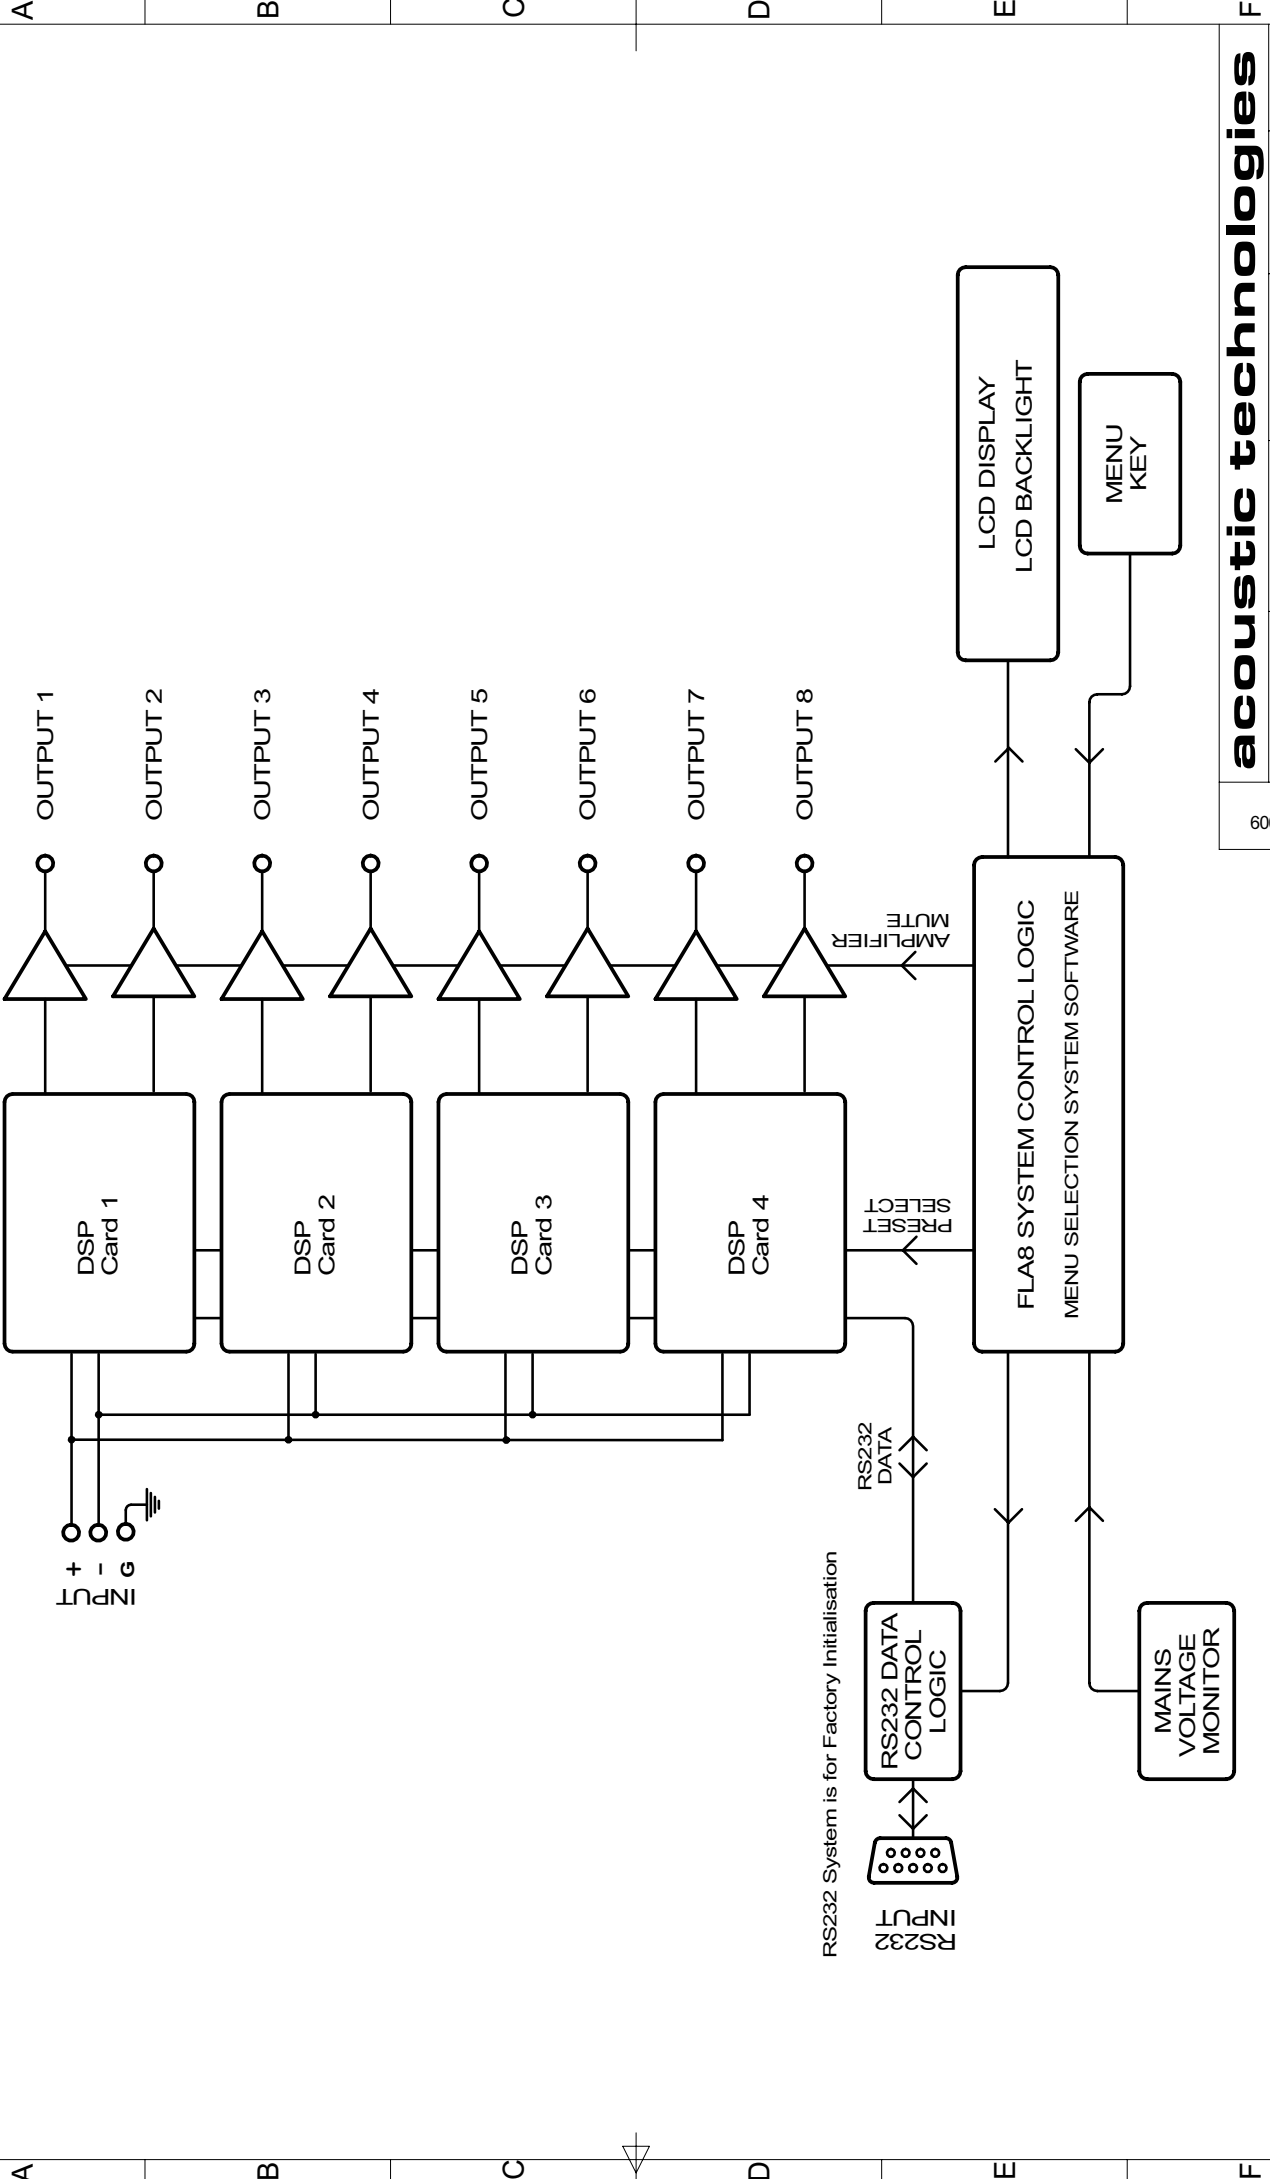 A
B
C
D
E
F
OUTPUT 1
OUTPUT 2
OUTPUT 3
OUTPUT 4
OUTPUT 5
OUTPUT 6
OUTPUT 7
OUTPUT 8
DSP
Card 1
DSP
Card 2
DSP
Card 3
DSP
Card 4
INPUT
+
-
G
AMPLIFIER
MUTE
PRESET
SELECT
RS232
DATA
RS232 System is for Factory Initialisation
RS232
INPUT
RS232 DATA
CONTROL
LOGIC
MAINS
VOLTAGE
MONITOR
FLA8 SYSTEM CONTROL LOGIC
MENU SELECTION SYSTEM SOFTWARE
LCD DISPLAY
LCD BACKLIGHT
MENU
KEY
acoustic technologies
A
B
C
D
E
F